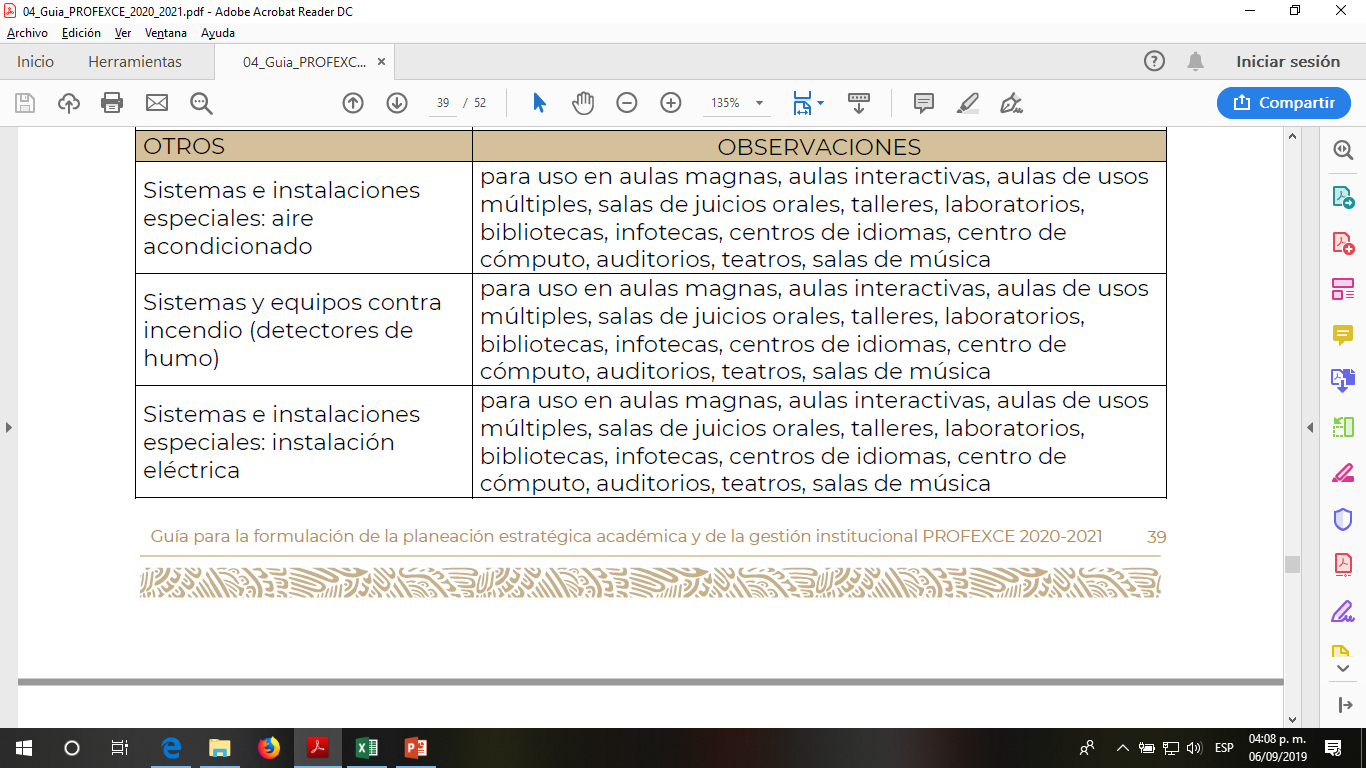 04_Guia_PROFEXCE_2020_2021.pdf - Adobe Acrobat Reader DC
Archivo Edición Ver Ventana Ayuda
Inicio Herramientas 04_Guia_PROFEXC... × Iniciar sesión
39 / 52 135% Compartir
OTROS OBSERVACIONES
Sistemas e instalaciones
especiales: aire
acondicionado
para uso en aulas magnas, aulas interactivas, aulas de usos
múltiples, salas de juicios orales, talleres, laboratorios,
bibliotecas, infotecas, centros de idiomas, centro de
cómputo, auditorios, teatros, salas de música
Sistemas y equipos contra
incendio (detectores de
humo)
para uso en aulas magnas, aulas interactivas, aulas de usos
múltiples, salas de juicios orales, talleres, laboratorios,
bibliotecas, infotecas, centros de idiomas, centro de
cómputo, auditorios, teatros, salas de música
Sistemas e instalaciones
especiales: instalación
eléctrica
para uso en aulas magnas, aulas interactivas, aulas de usos
múltiples, salas de juicios orales, talleres, laboratorios,
bibliotecas, infotecas, centros de idiomas, centro de
cómputo, auditorios, teatros, salas de música
Guía para la formulación de la planeación estratégica académica y de la gestión institucional PROFEXCE 2020-2021 39
ESP
04:08 p. m.
06/09/2019